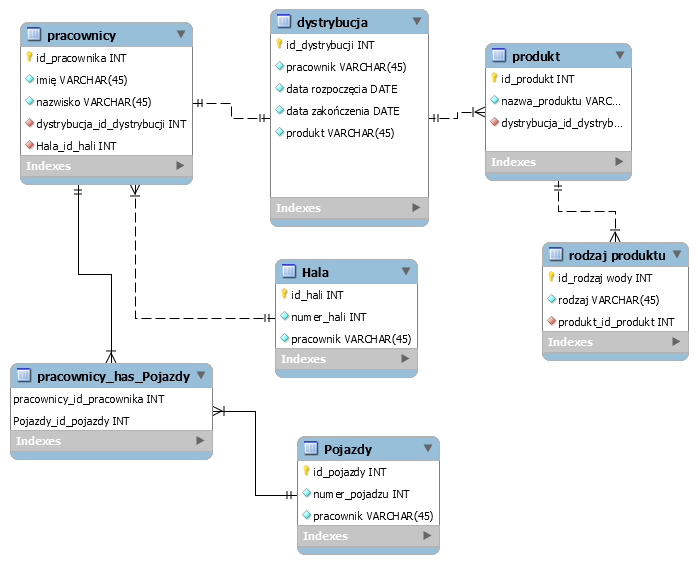 pracownicy
id_pracownika INT
imię VARCHAR(45)
nazwisko VARCHAR(45)
dystrybucja_id_dystrybucji INT
Hala_id_hali INT
Indexes
dystrybucja
id_dystrybucji INT
pracownik VARCHAR(45)
data rozpoczęcia DATE
data zakończenia DATE
produkt VARCHAR(45)
Indexes
produkt
id_produkt INT
nazwa_produktu VARC...
dystrybucja_id_dystryb...
Indexes
Hala
id_hali INT
numer_hali INT
pracownik VARCHAR(45)
Indexes
rodzaj produktu
id_rodzaj wody INT
rodzaj VARCHAR(45)
produkt_id_produkt INT
Indexes
pracownicy_has_Pojazdy
pracownicy_id_pracownika INT
Pojazdy_id_pojazdy INT
Indexes
Pojazdy
id_pojazdy INT
numer_pojadzu INT
pracownik VARCHAR(45)
Indexes